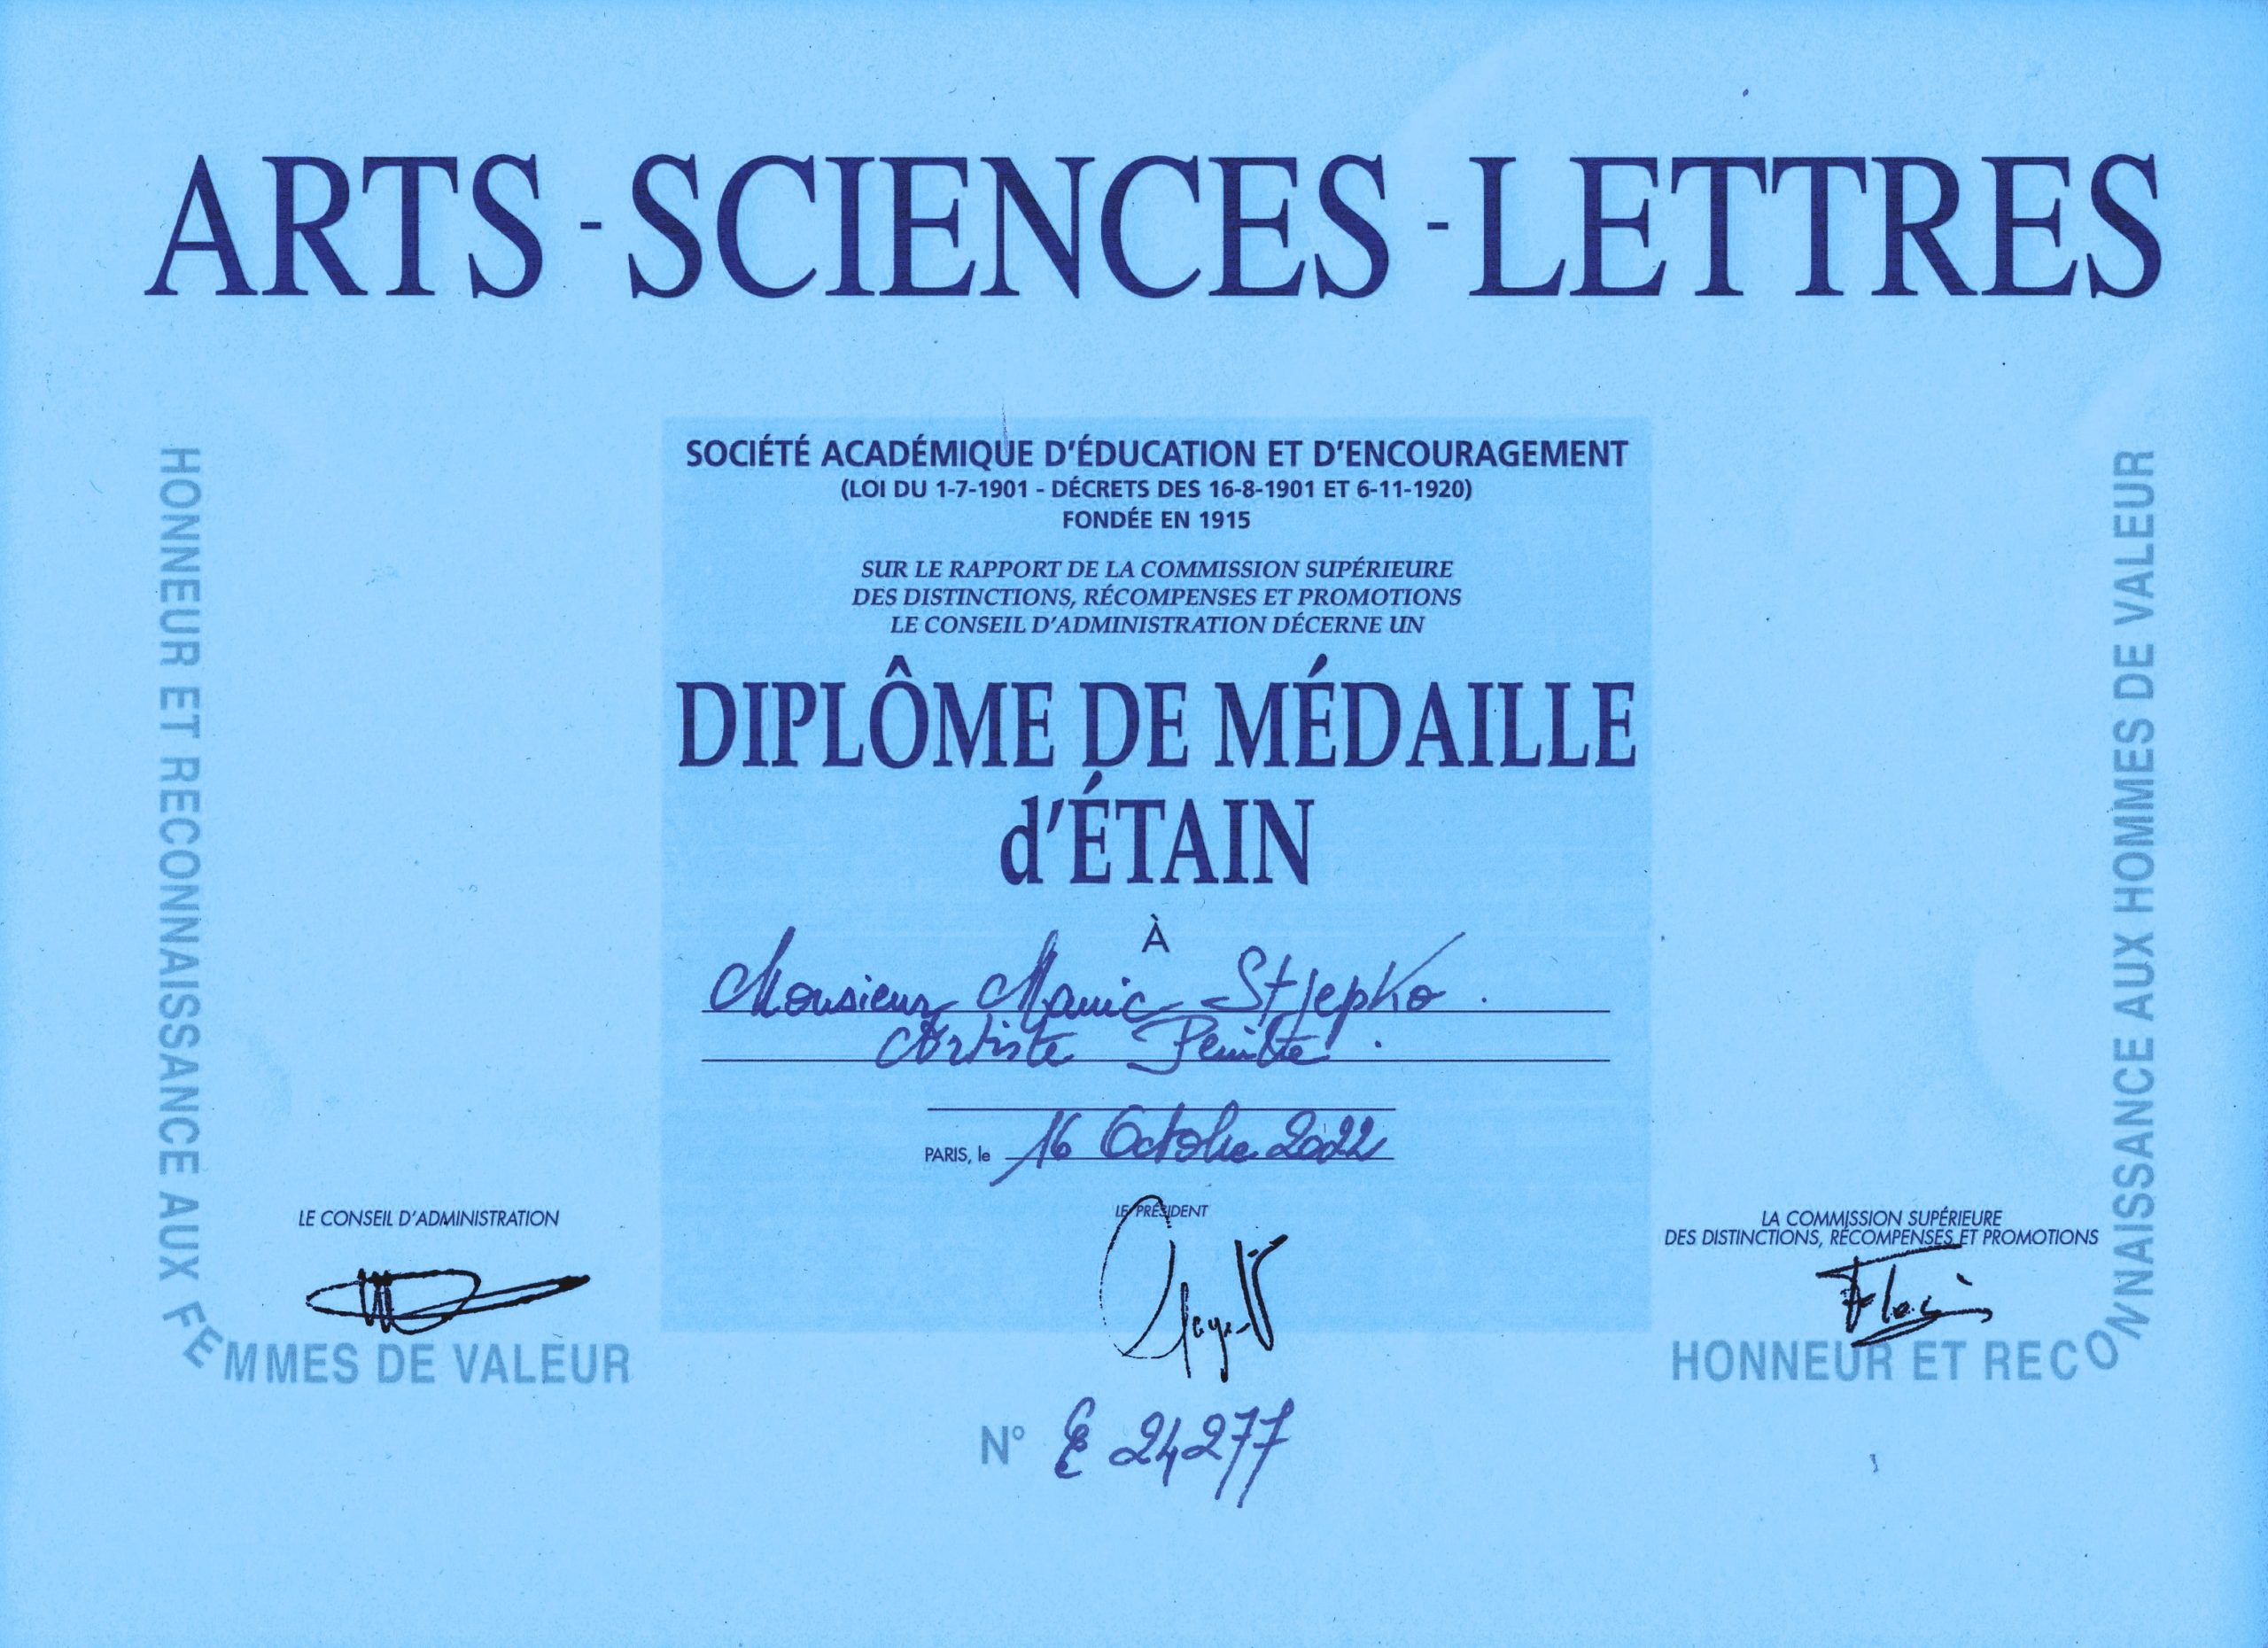 ARTS - SCIENCES - LETTRES
SOCIÉTÉ ACADÉMIQUE D'ÉDUCATION ET D'ENCOURAGEMENT
(LOI DU 1-7-1901 - DÉCRETS DES 16-8-1901 ET 6-11-1920)
FONDÉE EN 1915
SUR LE RAPPORT DE LA COMMISSION SUPÉRIEURE
DES DISTINCTIONS, RÉCOMPENSES ET PROMOTIONS
LE CONSEIL D'ADMINISTRATION DÉCERNE UN
DIPLÔME DE MÉDAILLE
d'ÉTAIN
À
Monsieur Manic Stjepko.
Artiste Peintre.
PARIS, le 16 Octobre 2022
LE CONSEIL D'ADMINISTRATION
LE PRÉSIDENT
LA COMMISSION SUPÉRIEURE
DES DISTINCTIONS, RÉCOMPENSES ET PROMOTIONS
HONNEUR ET RECONNAISSANCE AUX FEMMES DE VALEUR
HONNEUR ET RECONNAISSANCE AUX HOMMES DE VALEUR
N° E 24277